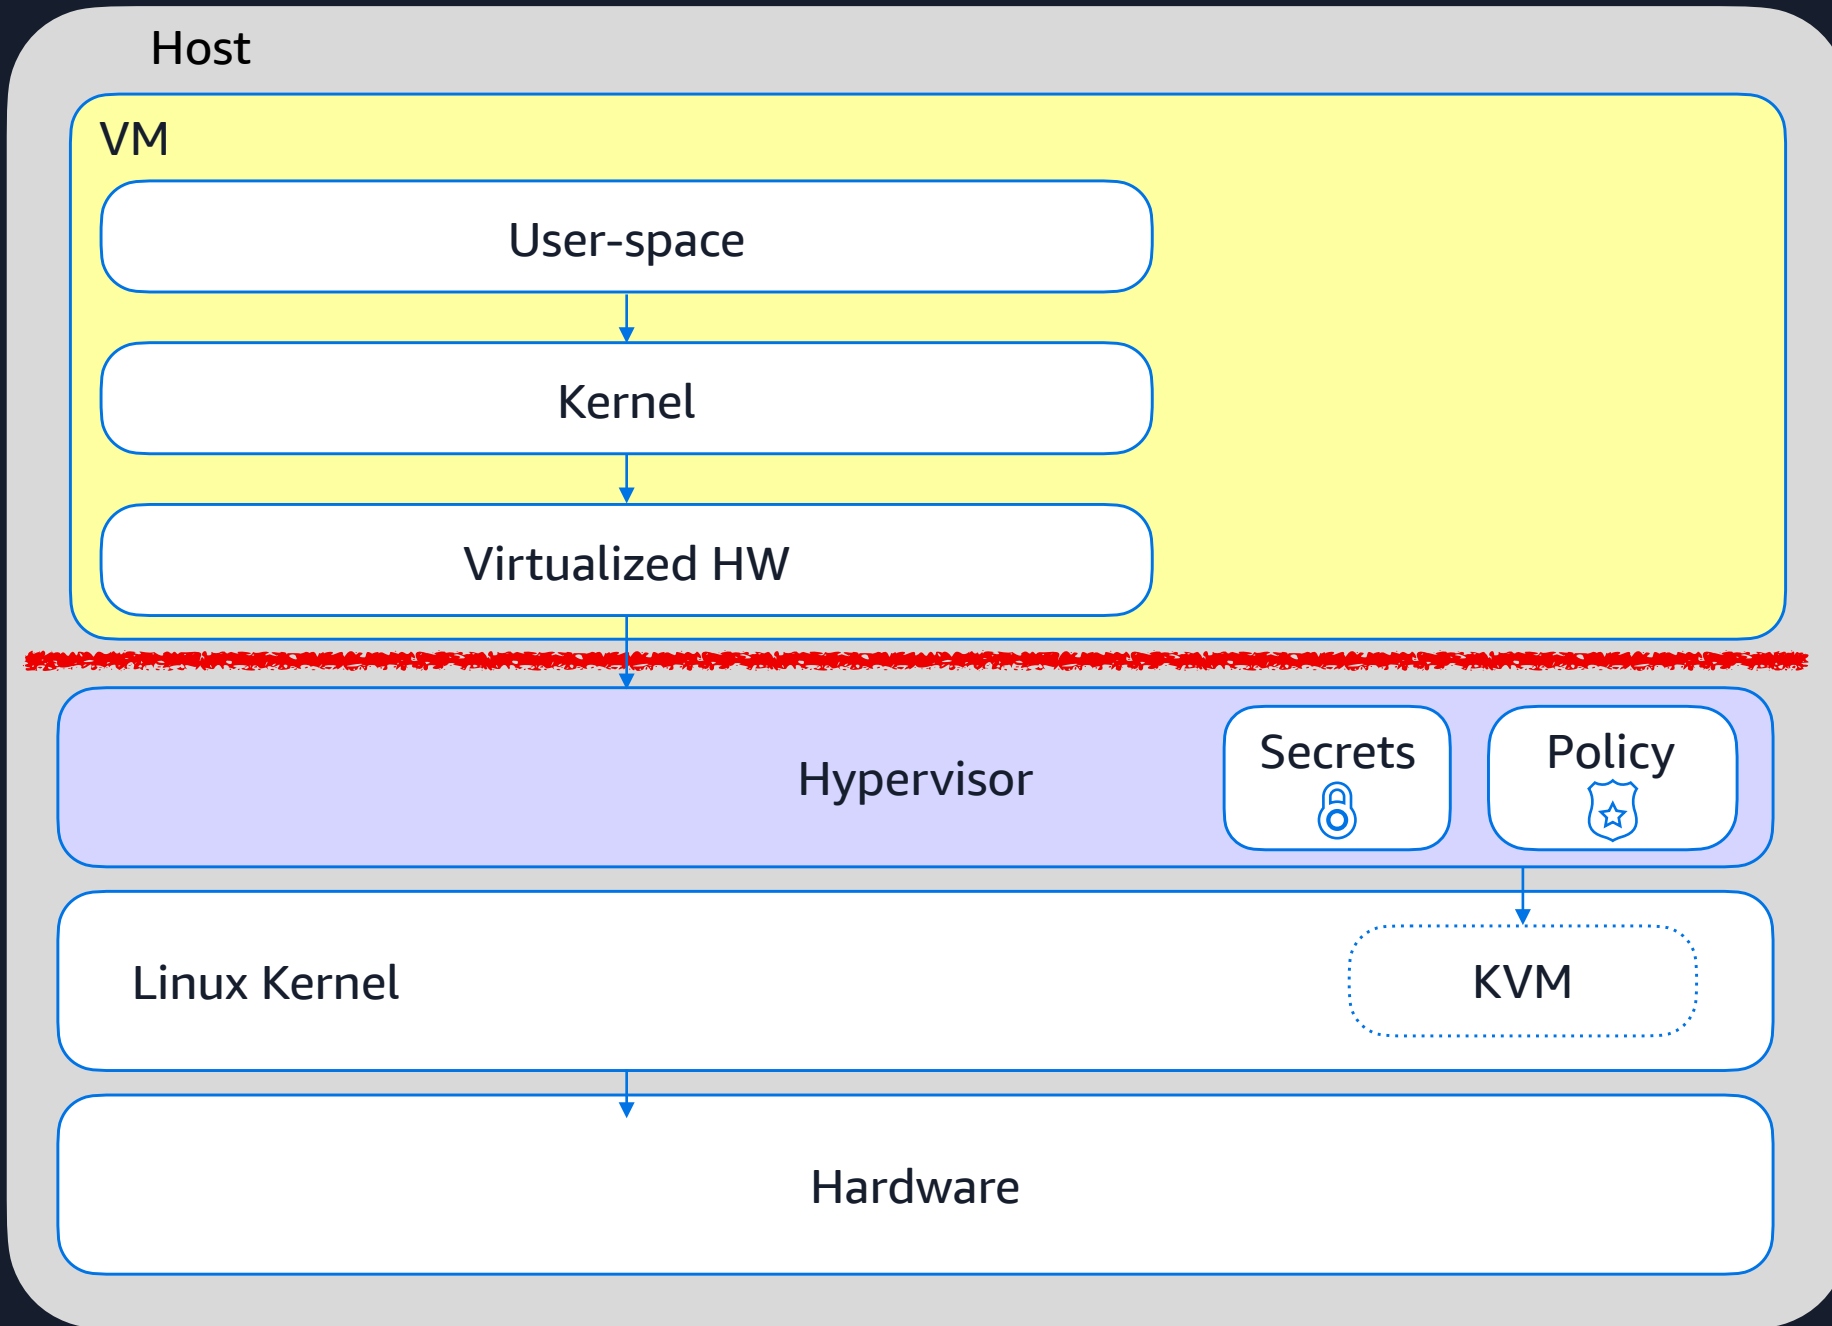 Host
VM
User-space
Kernel
Virtualized HW
Hypervisor
Secrets
Policy
Linux Kernel
KVM
Hardware